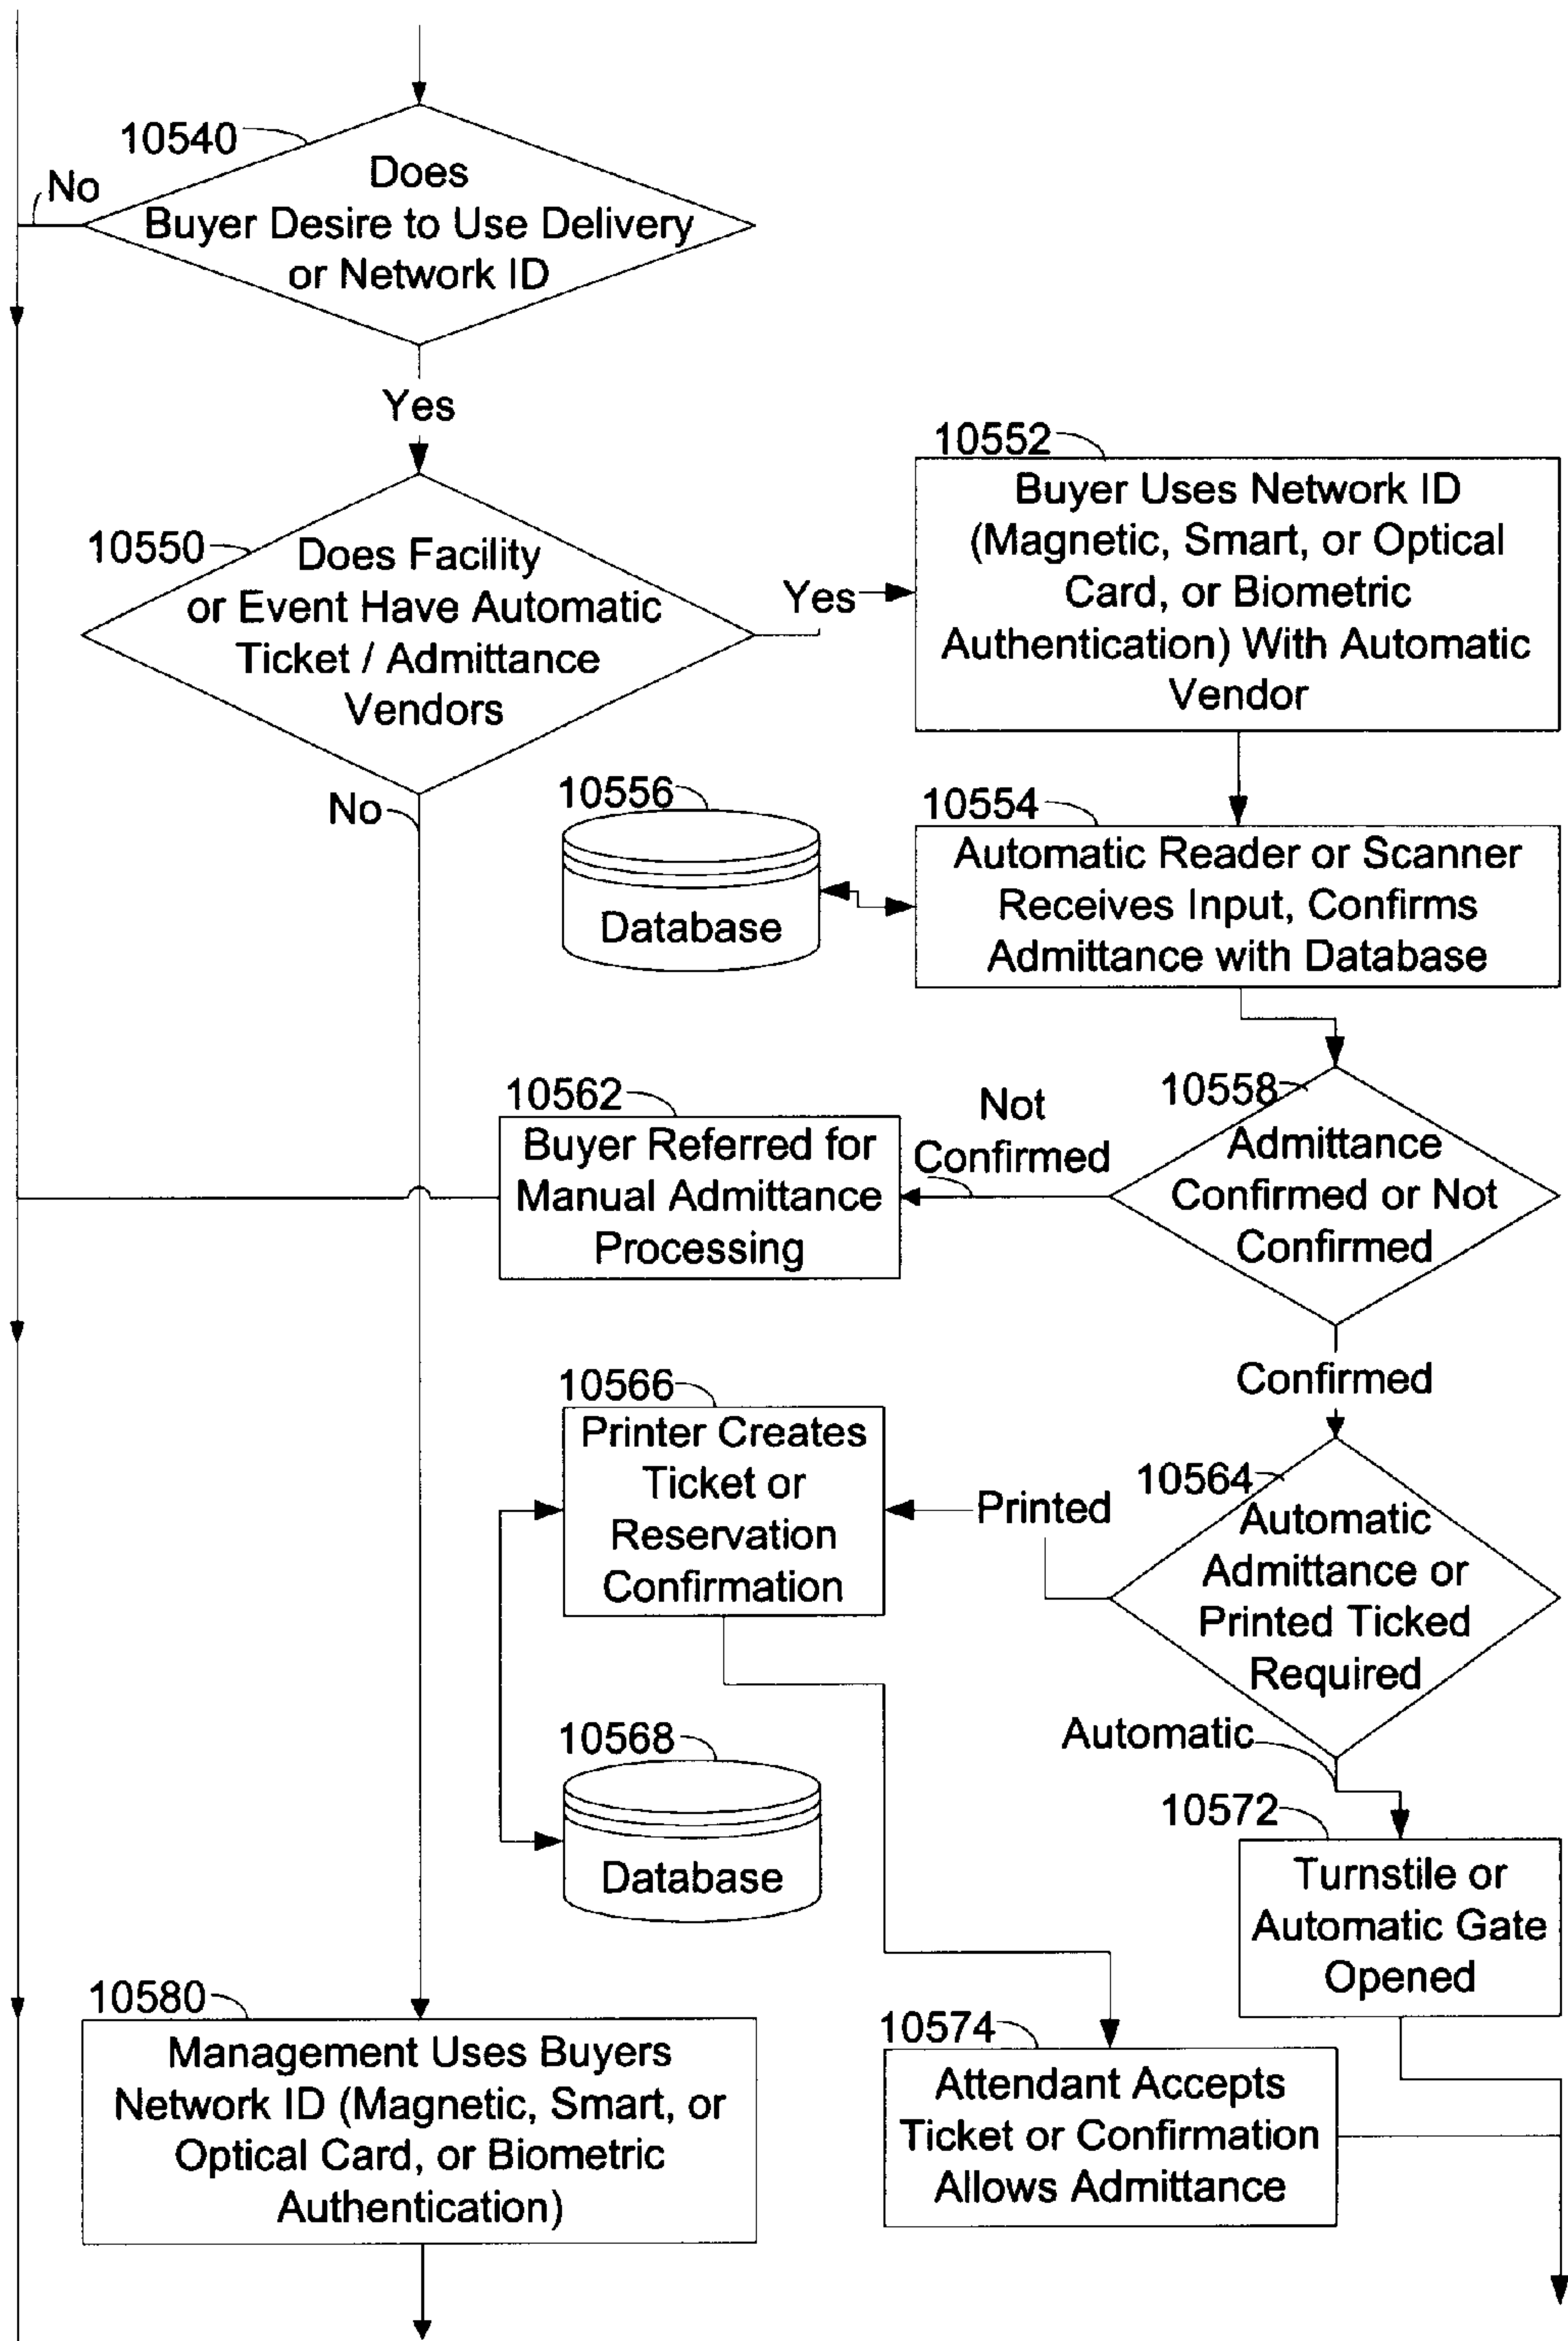 10540
No
Does
Buyer Desire to Use Delivery
or Network ID
Yes
10550
Does Facility
or Event Have Automatic
Ticket / Admittance
Vendors
Yes
No
10552
Buyer Uses Network ID
(Magnetic, Smart, or Optical
Card, or Biometric
Authentication) With Automatic
Vendor
10556
Database
10554
Automatic Reader or Scanner
Receives Input, Confirms
Admittance with Database
10558
Admittance
Confirmed or Not
Confirmed
Not
Confirmed
10562
Buyer Referred for
Manual Admittance
Processing
Confirmed
10564
Automatic
Admittance or
Printed Ticked
Required
Printed
10566
Printer Creates
Ticket or
Reservation
Confirmation
10568
Database
Automatic
10572
Turnstile or
Automatic Gate
Opened
10574
Attendant Accepts
Ticket or Confirmation
Allows Admittance
10580
Management Uses Buyers
Network ID (Magnetic, Smart, or
Optical Card, or Biometric
Authentication)